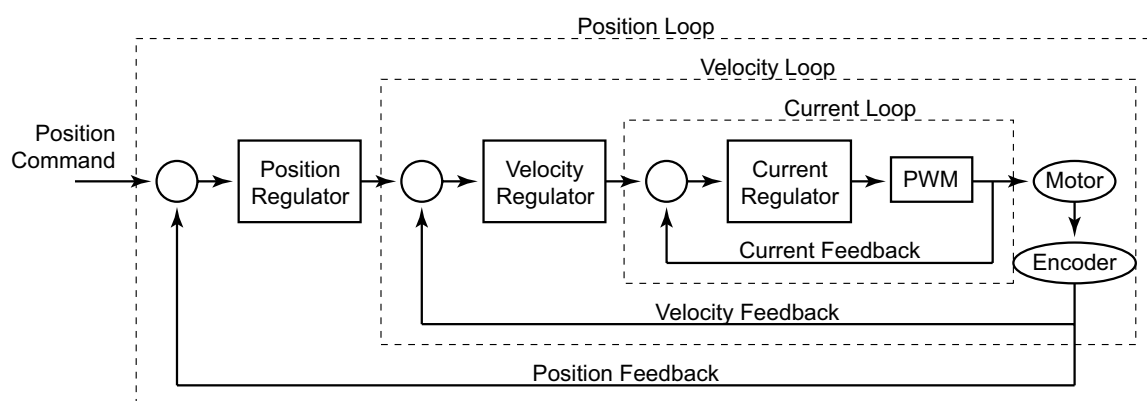 Position Loop
Velocity Loop
Current Loop
Position
Command
Position
Regulator
Velocity
Regulator
Current
Regulator
PWM
Motor
Current Feedback
Encoder
Velocity Feedback
Position Feedback